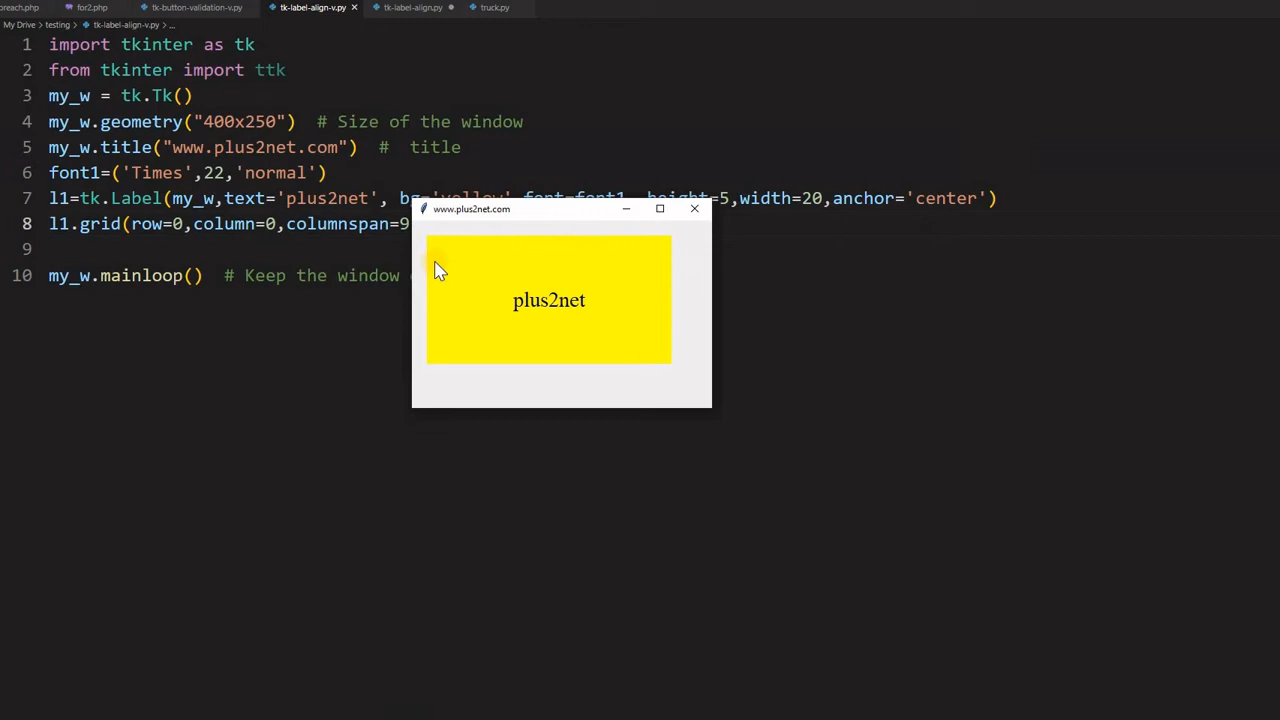 oreach.php for2.php tk-button-validation-v.py tk-label-align-v.py tk-label-align.py truck.py
My Drive > testing > tk-label-align-v.py > ...
1 import tkinter as tk
2 from tkinter import ttk
3 my_w = tk.Tk()
4 my_w.geometry("400x250") # Size of the window
5 my_w.title("www.plus2net.com") # title
6 font1=('Times',22,'normal')
7 l1=tk.Label(my_w,text='plus2net', bg='yellow',font=font1, height=5,width=20,anchor='center')
8 l1.grid(row=0,column=0,columnspan=9
9
10 my_w.mainloop() # Keep the window
www.plus2net.com
plus2net